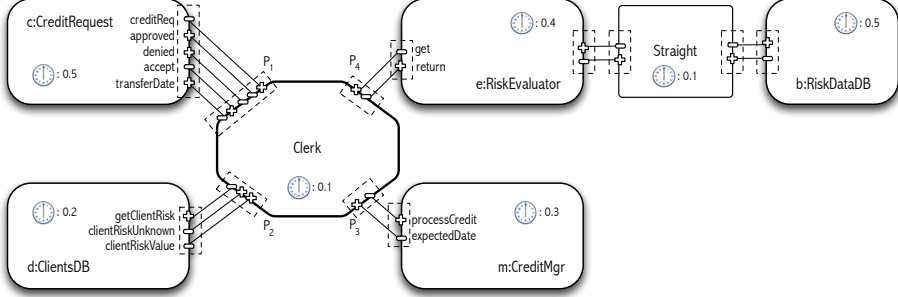 c:CreditRequest
creditReq
approved
denied
accept
transferDate
: 0.5
P1
P4
get
return
: 0.4
e:RiskEvaluator
Straight
: 0.1
: 0.5
b:RiskDataDB
Clerk
: 0.1
: 0.2
getClientRisk
clientRiskUnknown
clientRiskValue
d:ClientsDB
P2
P3
processCredit
expectedDate
: 0.3
m:CreditMgr